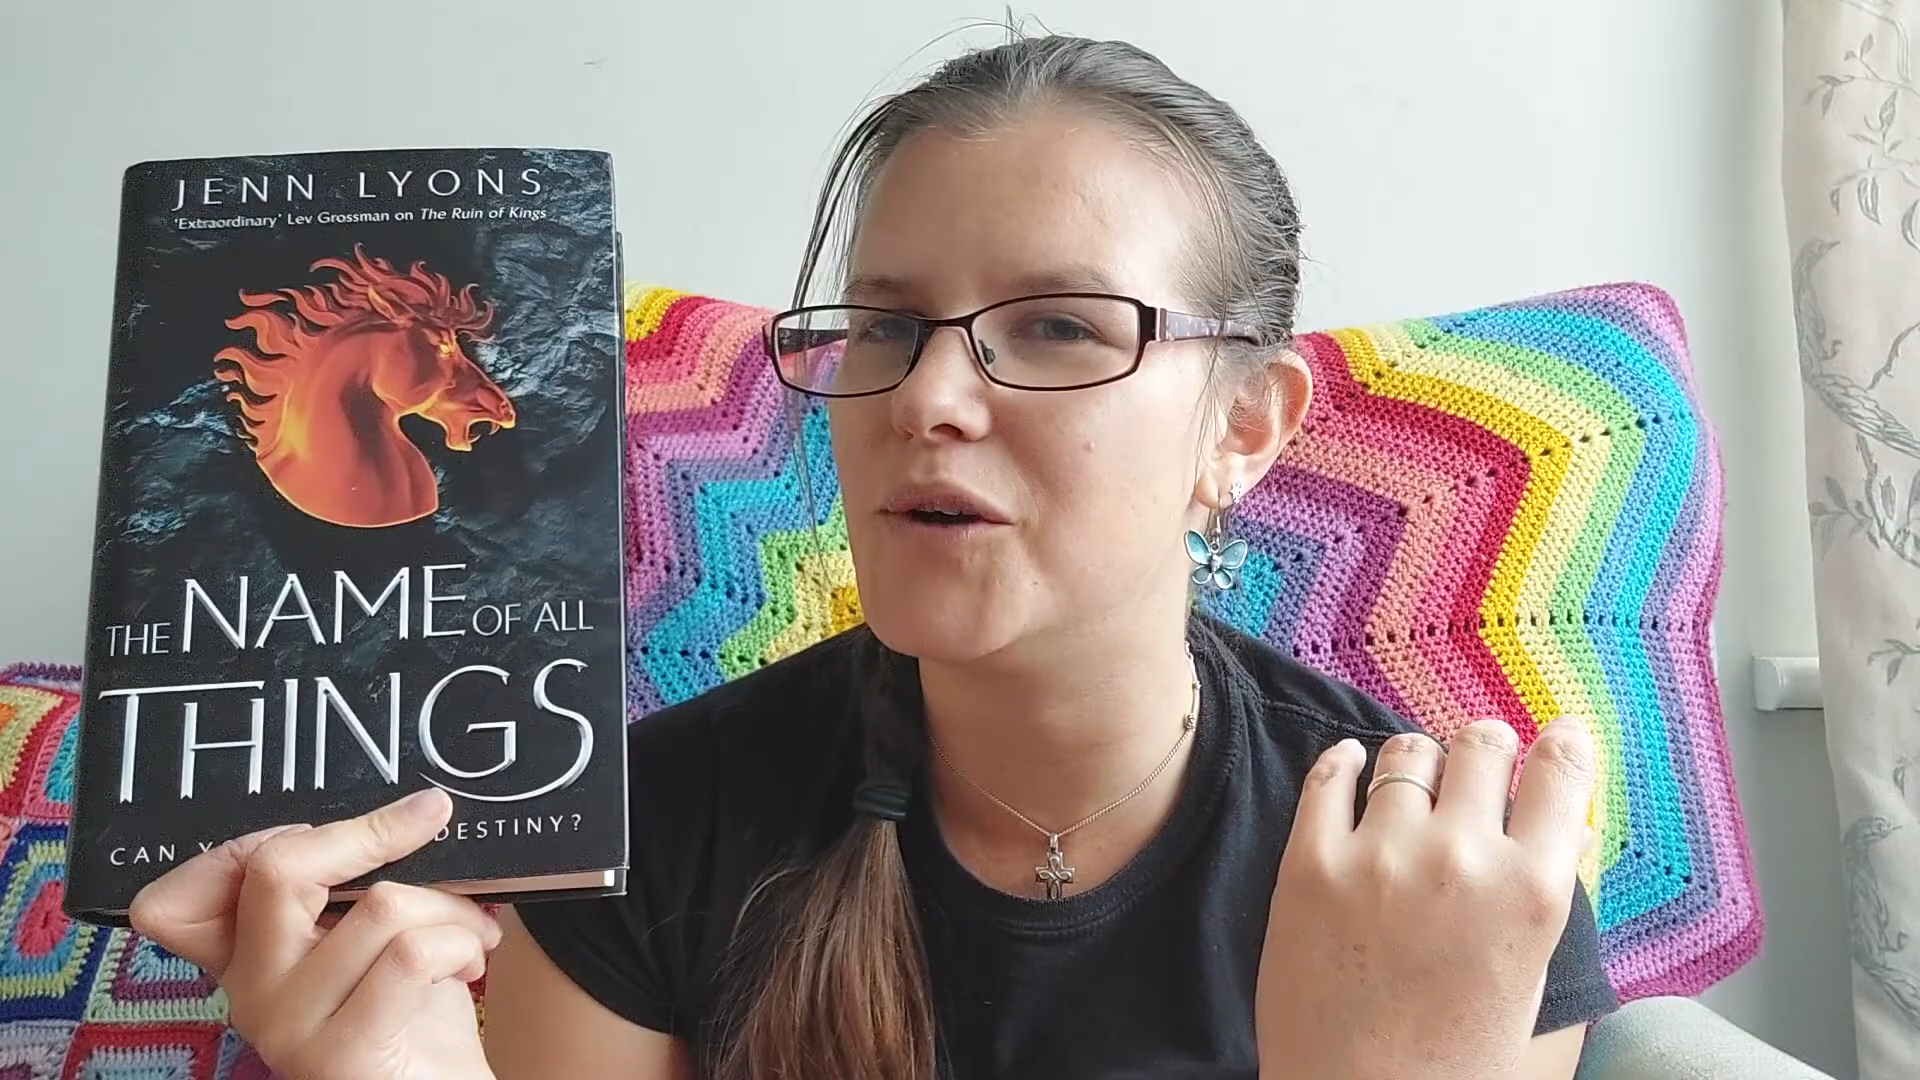 JENN LYONS
'Extraordinary' Lev Grossman on The Ruin of Kings
THE NAME OF ALL
THINGS
CAN DESTINY?